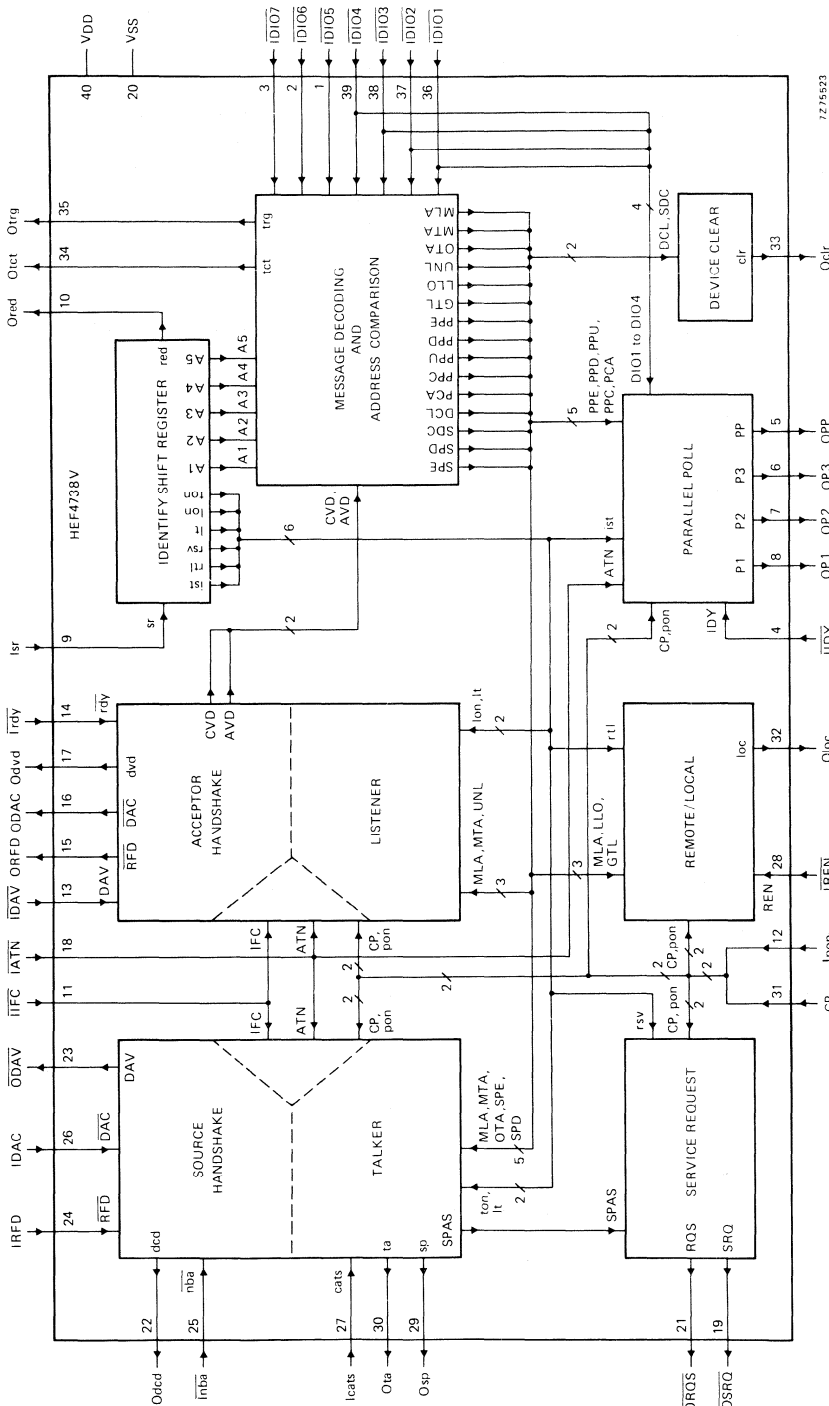 HEF4738V
40 VDD
20 VSS
IDIO7 3
IDIO6 2
IDIO5 1
IDIO4 39
IDIO3 38
IDIO2 37
IDIO1 36
Otrg 35 trg
Otct 34 tct
Ored 10 red
IDENTIFY SHIFT REGISTER
A5
A4
A3
A2
A1
ton
lon
lt
rsv
rtl
ist
sr
Isr 9
6
A5
A4
A3
A2
A1
MESSAGE DECODING
AND
ADDRESS COMPARISON
CVD,
AVD
MLA
MTA
OTA
UNL
LLO
GTL
PPE
PPD
PPU
PPC
PCA
DCL
SDC
SPD
SPE
2
4
DIO1 to DIO4
2
DCL,SDC
DEVICE CLEAR
clr
33 Oclr
5
PPE,PPD,PPU,
PPC,PCA
PARALLEL POLL
ist
ATN
CP,pon
2
IDY
PP 5 OPP
P3 6 OP3
P2 7 OP2
P1 8 OP1
4 IIDY
Irdy 14 rdy
Odvd 17 dvd
ODAC 16 DAC
ORFD 15 RFD
IDAV 13 DAV
IATN 18
IIFC 11
ACCEPTOR
HANDSHAKE
LISTENER
CVD
AVD
lon,lt
2
MLA,MTA,UNL
3
IFC
ATN
CP,
pon
2
REMOTE/LOCAL
rtl
MLA,LLO,
GTL
3
loc 32 Oloc
REN 28 IREN
CP,pon
2
12 Ipon
31 CP
ODAV 23 DAV
IDAC 26 DAC
IRFD 24 RFD
SOURCE
HANDSHAKE
TALKER
IFC
ATN
CP,
pon
2
2
MLA,MTA,
OTA,SPE,
SPD
5
ton,
lt
2
SPAS
dcd 22 Odcd
nba 25 Inba
cats 27 Icats
ta 30 Ota
sp 29 Osp
SERVICE REQUEST
rsv
CP, pon
2
2
2
SPAS
RQS 21 ORQS
SRQ 19 OSRQ
7Z75523